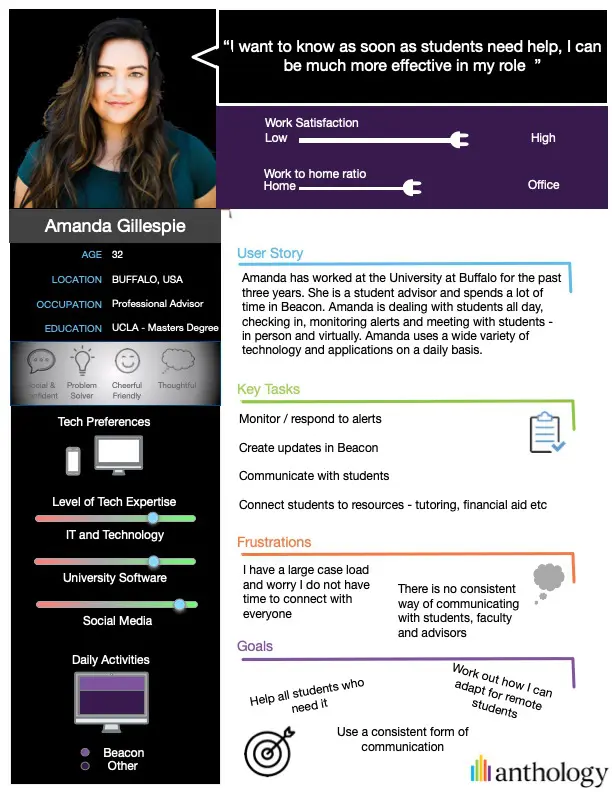 “I want to know as soon as students need help, I can
be much more effective in my role ”
Work Satisfaction
Low High
Work to home ratio
Home Office
Amanda Gillespie
AGE 32
LOCATION BUFFALO, USA
OCCUPATION Professional Advisor
EDUCATION UCLA - Masters Degree
Problem Cheerful Thoughtful
Solver Friendly
Tech Preferences
Level of Tech Expertise
IT and Technology
University Software
Social Media
Daily Activities
Beacon
Other
User Story
Amanda has worked at the University at Buffalo for the past
three years. She is a student advisor and spends a lot of
time in Beacon. Amanda is dealing with students all day,
checking in, monitoring alerts and meeting with students -
in person and virtually. Amanda uses a wide variety of
technology and applications on a daily basis.
Key Tasks
Monitor / respond to alerts
Create updates in Beacon
Communicate with students
Connect students to resources - tutoring, financial aid etc
Frustrations
I have a large case load
and worry I do not have
time to connect with
everyone
There is no consistent
way of communicating
with students, faculty
and advisors
Goals
Help all students who
need it
Work out how I can
adapt for remote
students
Use a consistent form of
communication
anthology